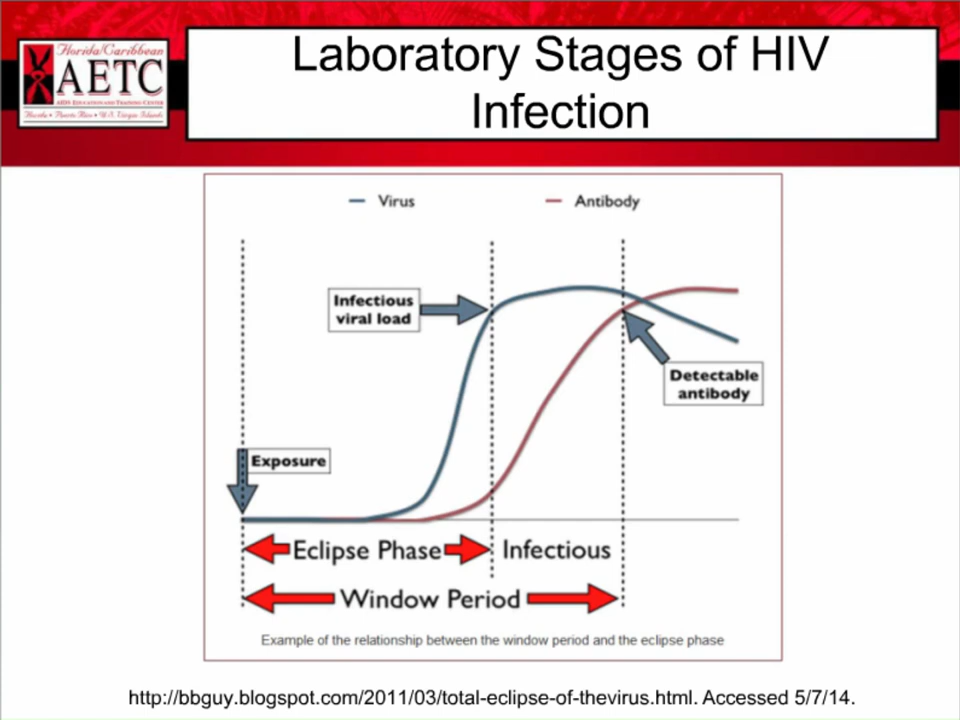 Florida/Caribbean
AETC
AIDS EDUCATION AND TRAINING CENTER
Florida • Puerto Rico • U.S. Virgin Islands
Laboratory Stages of HIV
Infection
Virus
Antibody
Infectious
viral load
Detectable
antibody
Exposure
Eclipse Phase
Infectious
Window Period
Example of the relationship between the window period and the eclipse phase
http://bbguy.blogspot.com/2011/03/total-eclipse-of-thevirus.html. Accessed 5/7/14.